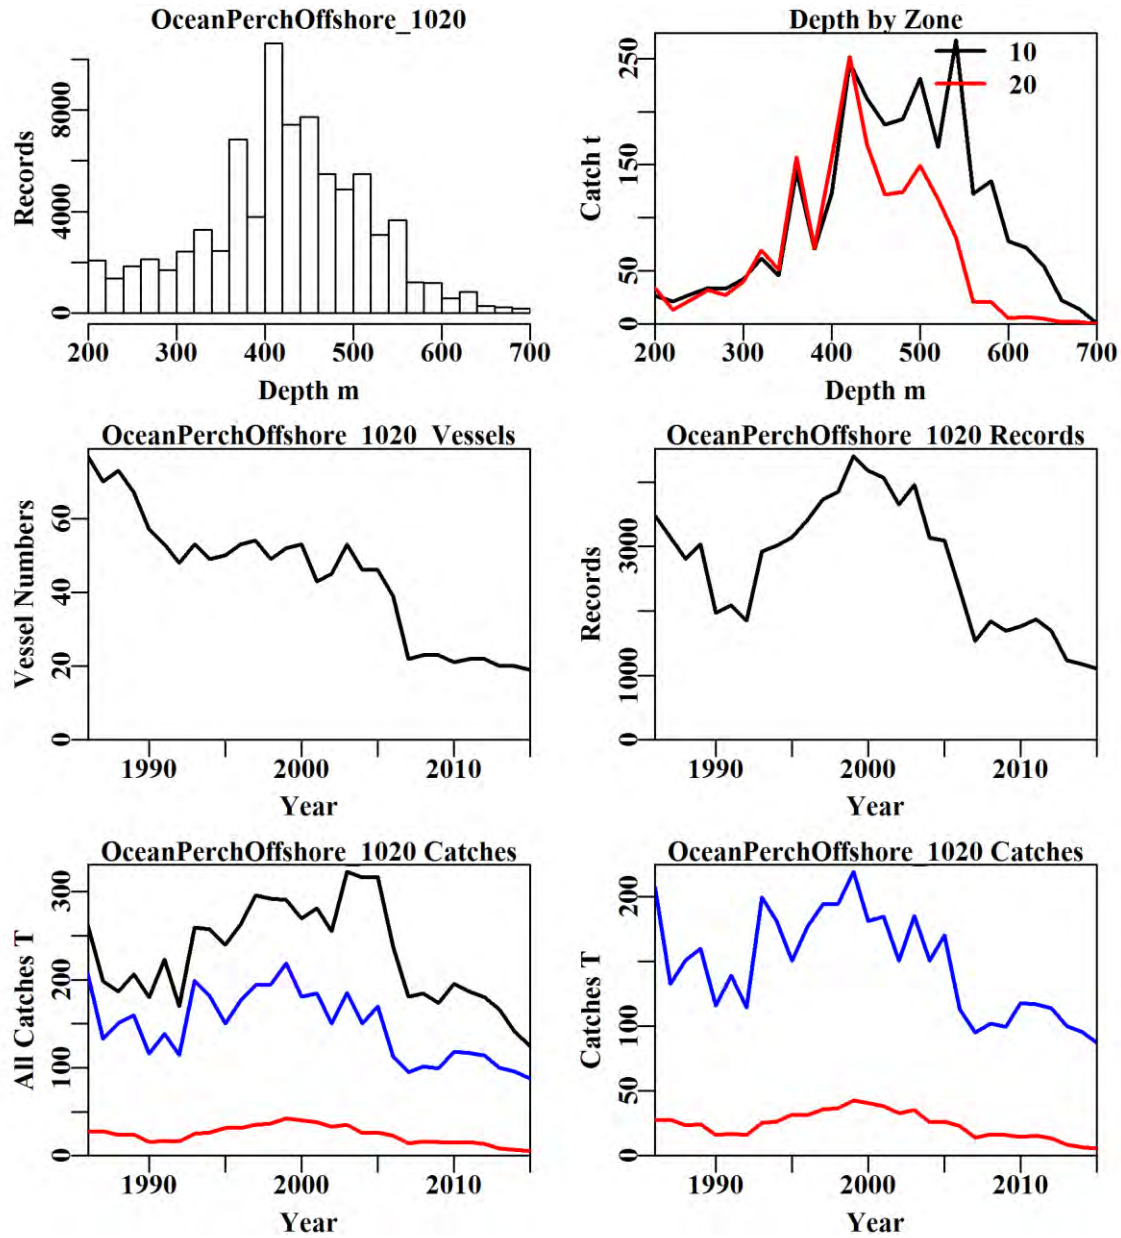 OceanPerchOffshore_1020
Records
0 4000 8000
200 300 400 500 600 700
Depth m
Depth by Zone
10
20
Catch t
0 50 150 250
200 300 400 500 600 700
Depth m
OceanPerchOffshore_1020_Vessels
Vessel Numbers
0 20 40 60
1990 2000 2010
Year
OceanPerchOffshore_1020 Records
Records
0 1000 3000
1990 2000 2010
Year
OceanPerchOffshore_1020 Catches
All Catches T
0 100 200 300
1990 2000 2010
Year
OceanPerchOffshore_1020 Catches
Catches T
0 50 100 200
1990 2000 2010
Year